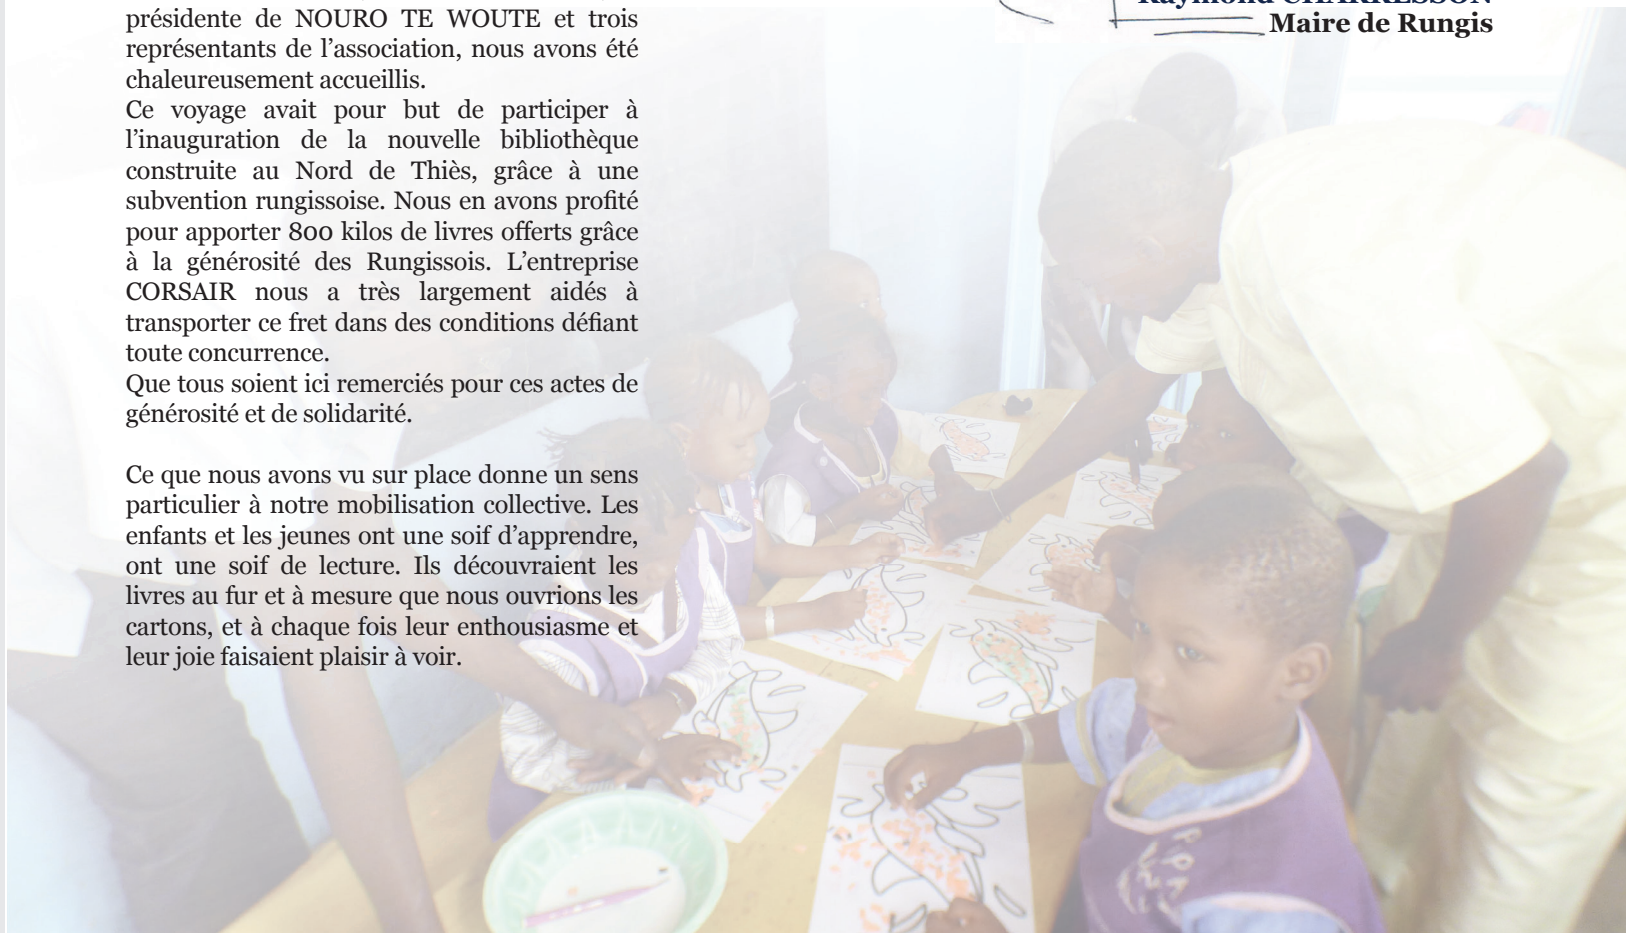 présidente de NOURO TE WOUTE et trois
représentants de l'association, nous avons été
chaleureusement accueillis.
Ce voyage avait pour but de participer à
l'inauguration de la nouvelle bibliothèque
construite au Nord de Thiès, grâce à une
subvention rungissoise. Nous en avons profité
pour apporter 800 kilos de livres offerts grâce
à la générosité des Rungissois. L'entreprise
CORSAIR nous a très largement aidés à
transporter ce fret dans des conditions défiant
toute concurrence.
Que tous soient ici remerciés pour ces actes de
générosité et de solidarité.
Ce que nous avons vu sur place donne un sens
particulier à notre mobilisation collective. Les
enfants et les jeunes ont une soif d'apprendre,
ont une soif de lecture. Ils découvraient les
livres au fur et à mesure que nous ouvrions les
cartons, et à chaque fois leur enthousiasme et
leur joie faisaient plaisir à voir.
Raymond CHARRESSON
Maire de Rungis